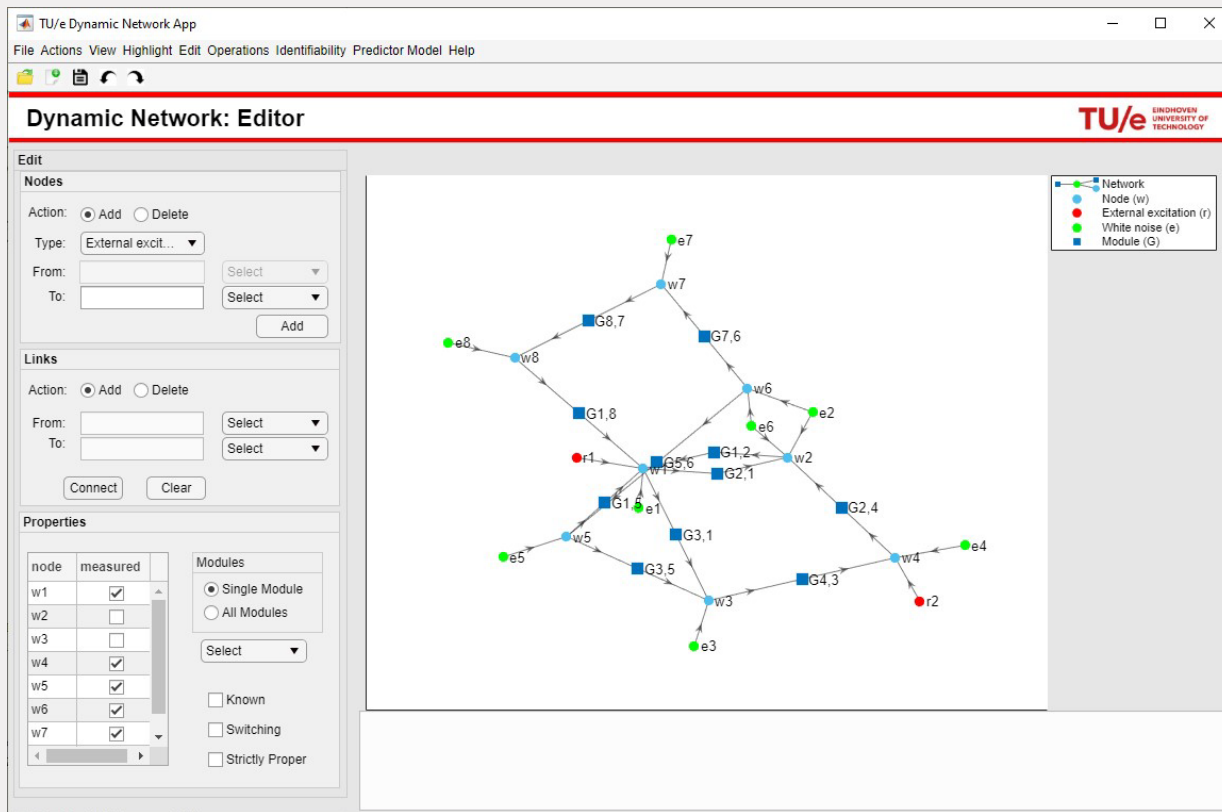 TU/e Dynamic Network App
File Actions View Highlight Edit Operations Identifiability Predictor Model Help
Dynamic Network: Editor
TU/e EINDHOVEN
UNIVERSITY OF
TECHNOLOGY
Edit
Nodes
Action: Add Delete
Type: External excit...
From: Select
To: Select
Add
Links
Action: Add Delete
From: Select
To: Select
Connect Clear
Properties
node measured
w1
w2
w3
w4
w5
w6
w7
Modules
Single Module
All Modules
Select
Known
Switching
Strictly Proper
e7
w7
G8,7
G7,6
e8
w8
w6
G1,8
e2
e6
r1
w1
G5,6
G1,2
w2
G2,1
G1,5
e1
G2,4
w5
G3,1
e5
e4
w4
G3,5
G4,3
w3
r2
e3
Network
Node (w)
External excitation (r)
White noise (e)
Module (G)